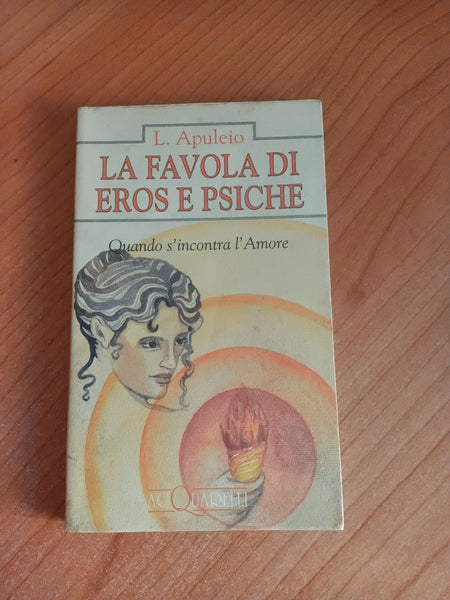 L. Apuleio
LA FAVOLA DI
EROS E PSICHE
Quando s'incontra l'Amore
ACQUARELLI